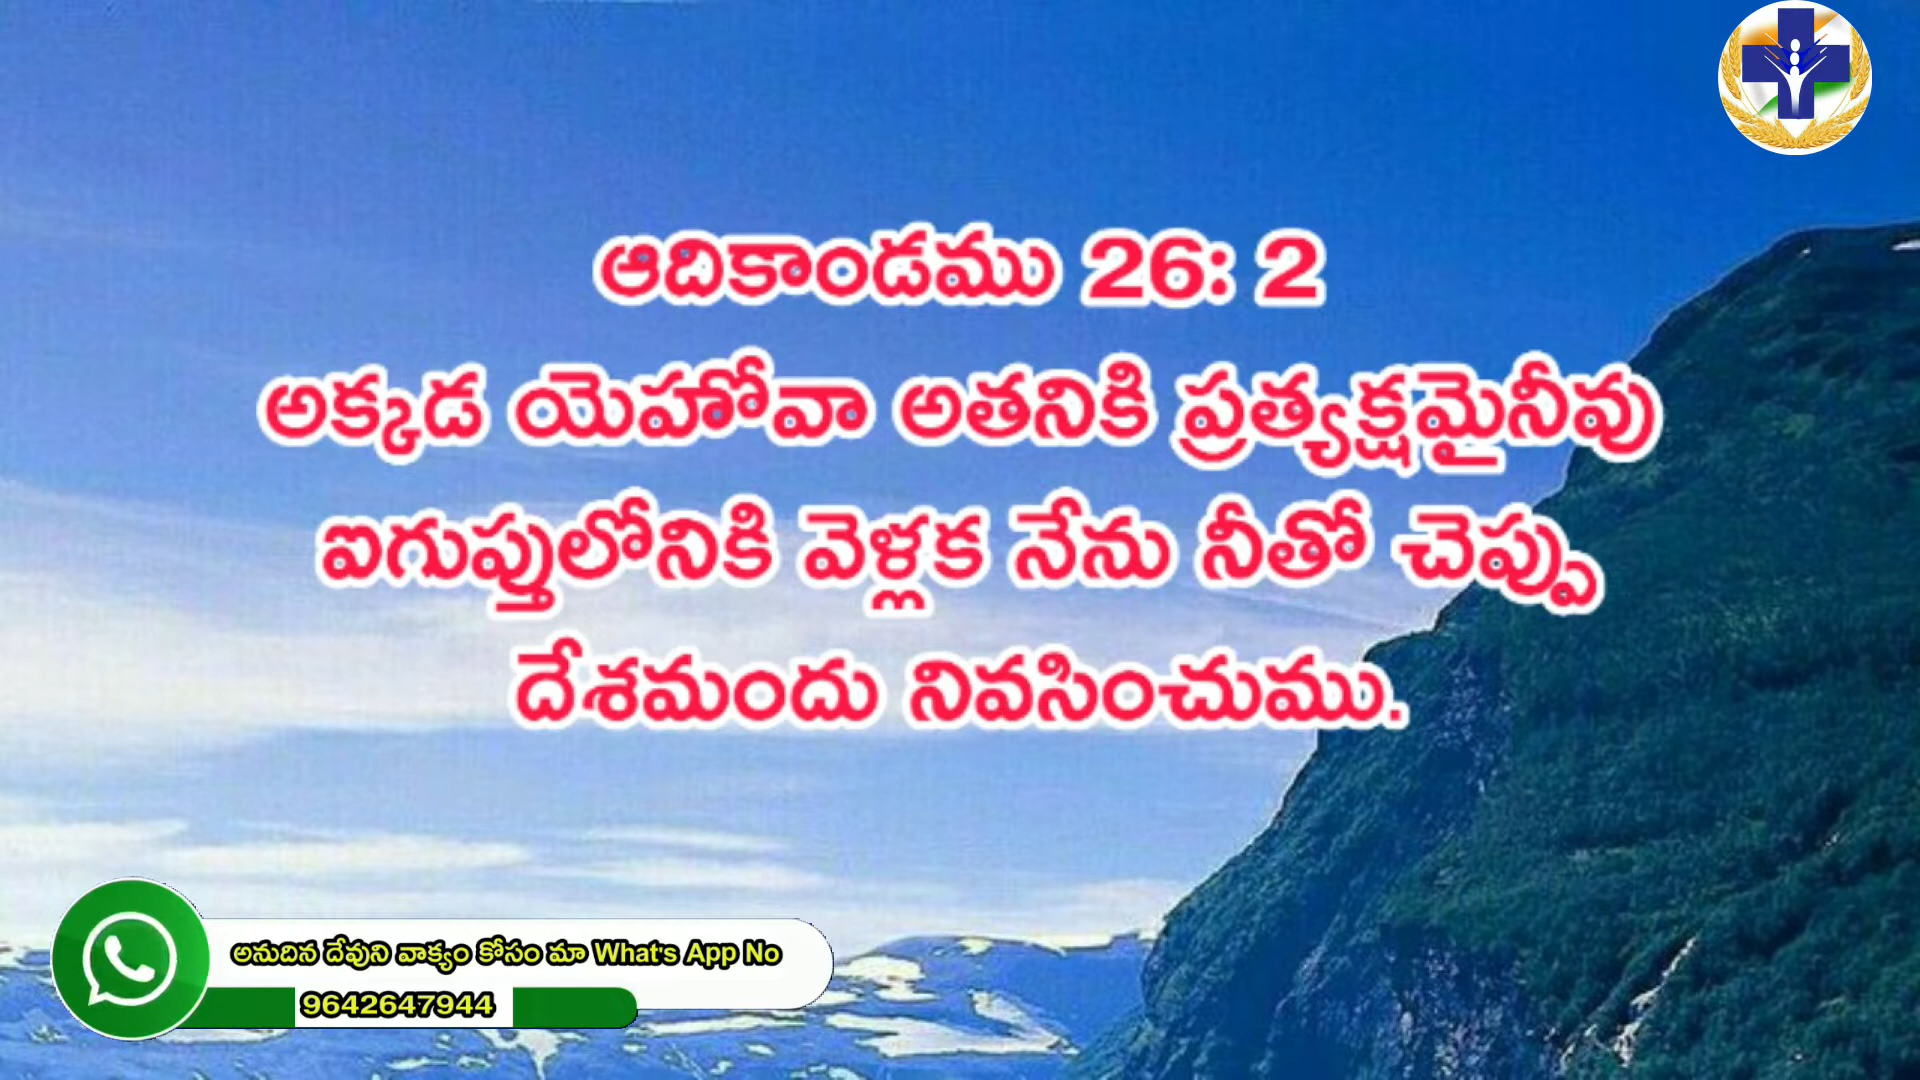 ఆదికాండము 26: 2
అక్కడ యెహోవా అతనికి ప్రత్యక్షమైనీవు
ఐగుప్తులోనికి వెళ్లక నేను నీతో చెప్పు
దేశమందు నివసించుము.
అనుదిన దేవుని వాక్యం కోసం మా What's App No
9642647944